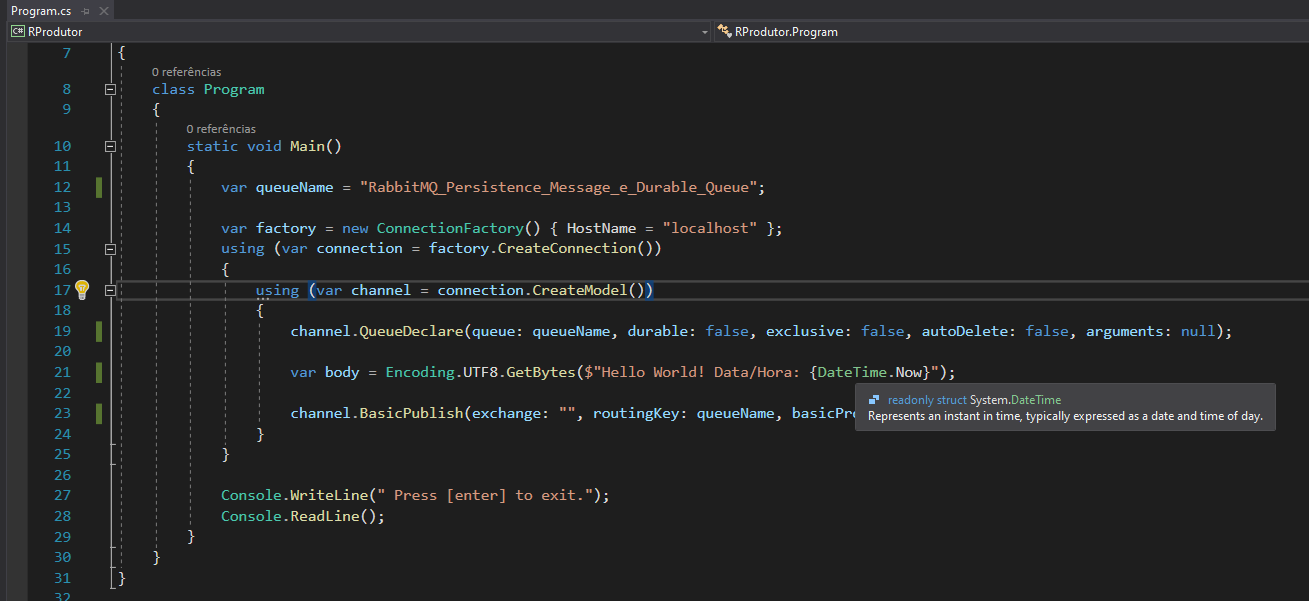 Program.cs
C# RProdutor RProdutor.Program
7 {
0 referências
8 class Program
9 {
0 referências
10 static void Main()
11 {
12 var queueName = "RabbitMQ_Persistence_Message_e_Durable_Queue";
13
14 var factory = new ConnectionFactory() { HostName = "localhost" };
15 using (var connection = factory.CreateConnection())
16 {
17 using (var channel = connection.CreateModel())
18 {
19 channel.QueueDeclare(queue: queueName, durable: false, exclusive: false, autoDelete: false, arguments: null);
20
21 var body = Encoding.UTF8.GetBytes($"Hello World! Data/Hora: {DateTime.Now}");
22
readonly struct System.DateTime
23 channel.BasicPublish(exchange: "", routingKey: queueName,
Represents an instant in time, typically expressed as a date and time of day.
24 }
25 }
26
27 Console.WriteLine(" Press [enter] to exit.");
28 Console.ReadLine();
29 }
30 }
31 }
32